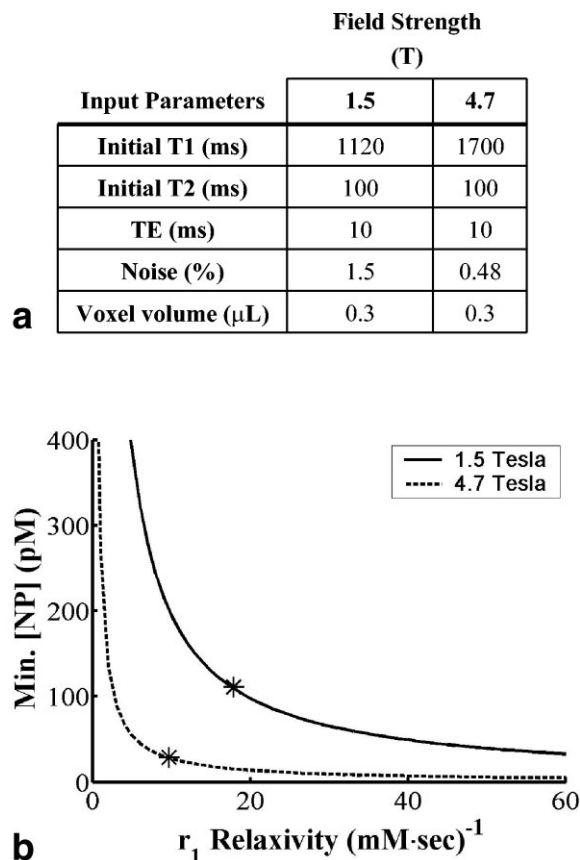 Field Strength
(T)
Input Parameters 1.5 4.7
Initial T1 (ms) 1120 1700
Initial T2 (ms) 100 100
TE (ms) 10 10
Noise (%) 1.5 0.48
Voxel volume (μL) 0.3 0.3
a
400
300
200
100
0
Min. [NP] (pM)
1.5 Tesla
4.7 Tesla
0 20 40 60
r₁ Relaxivity (mM·sec)⁻¹
b